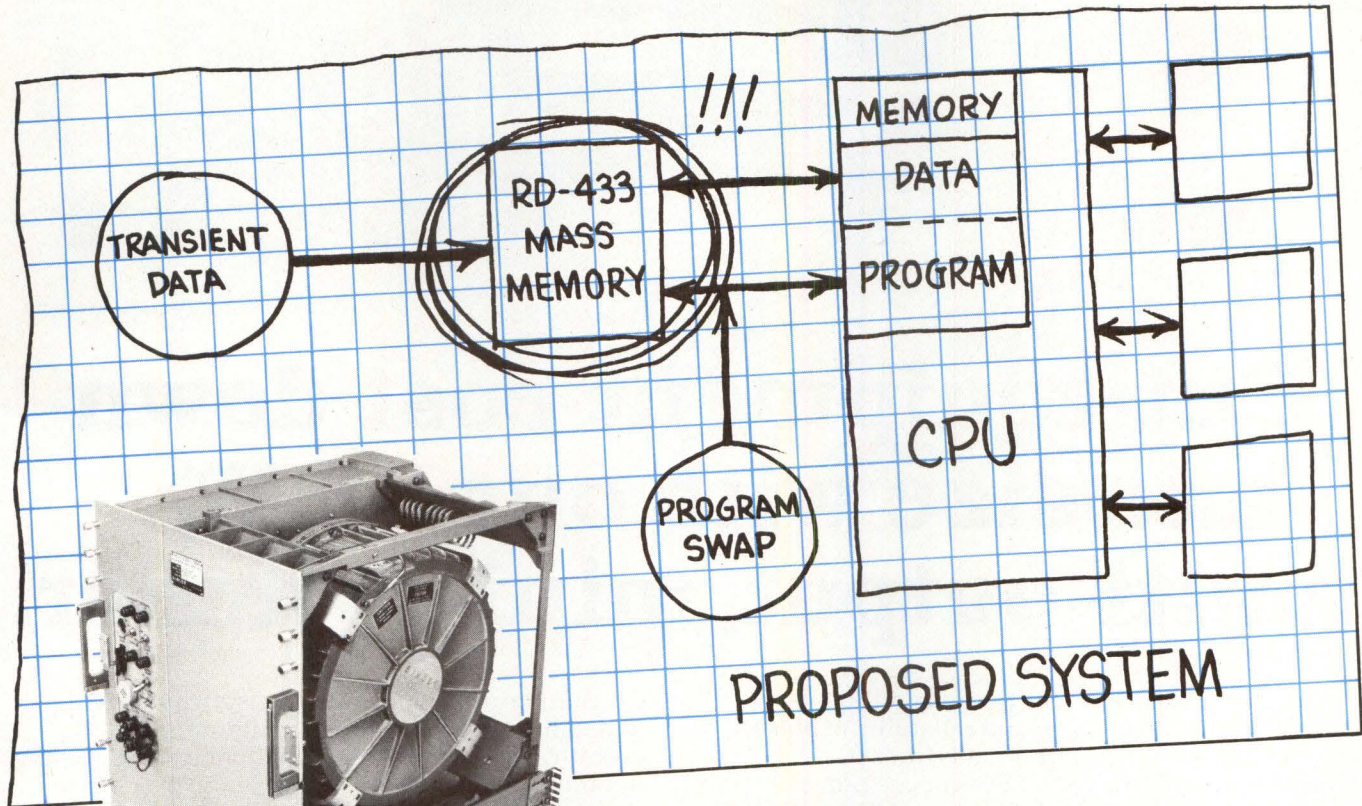 !!!
TRANSIENT
DATA
RD-433
MASS
MEMORY
MEMORY
DATA
PROGRAM
CPU
PROGRAM
SWAP
PROPOSED SYSTEM